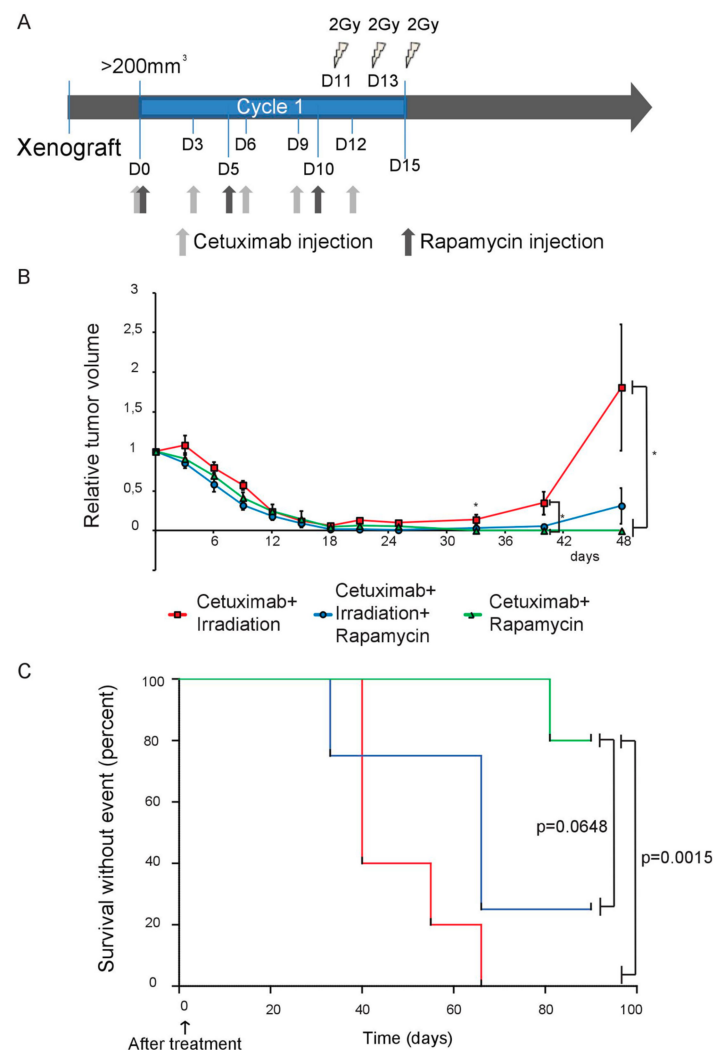 A
2Gy 2Gy 2Gy
>200mm³
D11 D13
Cycle 1
Xenograft
D3 D6 D9 D12
D0 D5 D10 D15
Cetuximab injection Rapamycin injection
B
Relative tumor volume
3
2,5
2
1,5
1
0,5
0
6 12 18 24 30 36 42 48
days
*
*
*
Cetuximab+
Irradiation
Cetuximab+
Irradiation+
Rapamycin
Cetuximab+
Rapamycin
C
Survival without event (percent)
100
80
60
40
20
0
p=0.0648
p=0.0015
0 20 40 60 80 100
After treatment
Time (days)